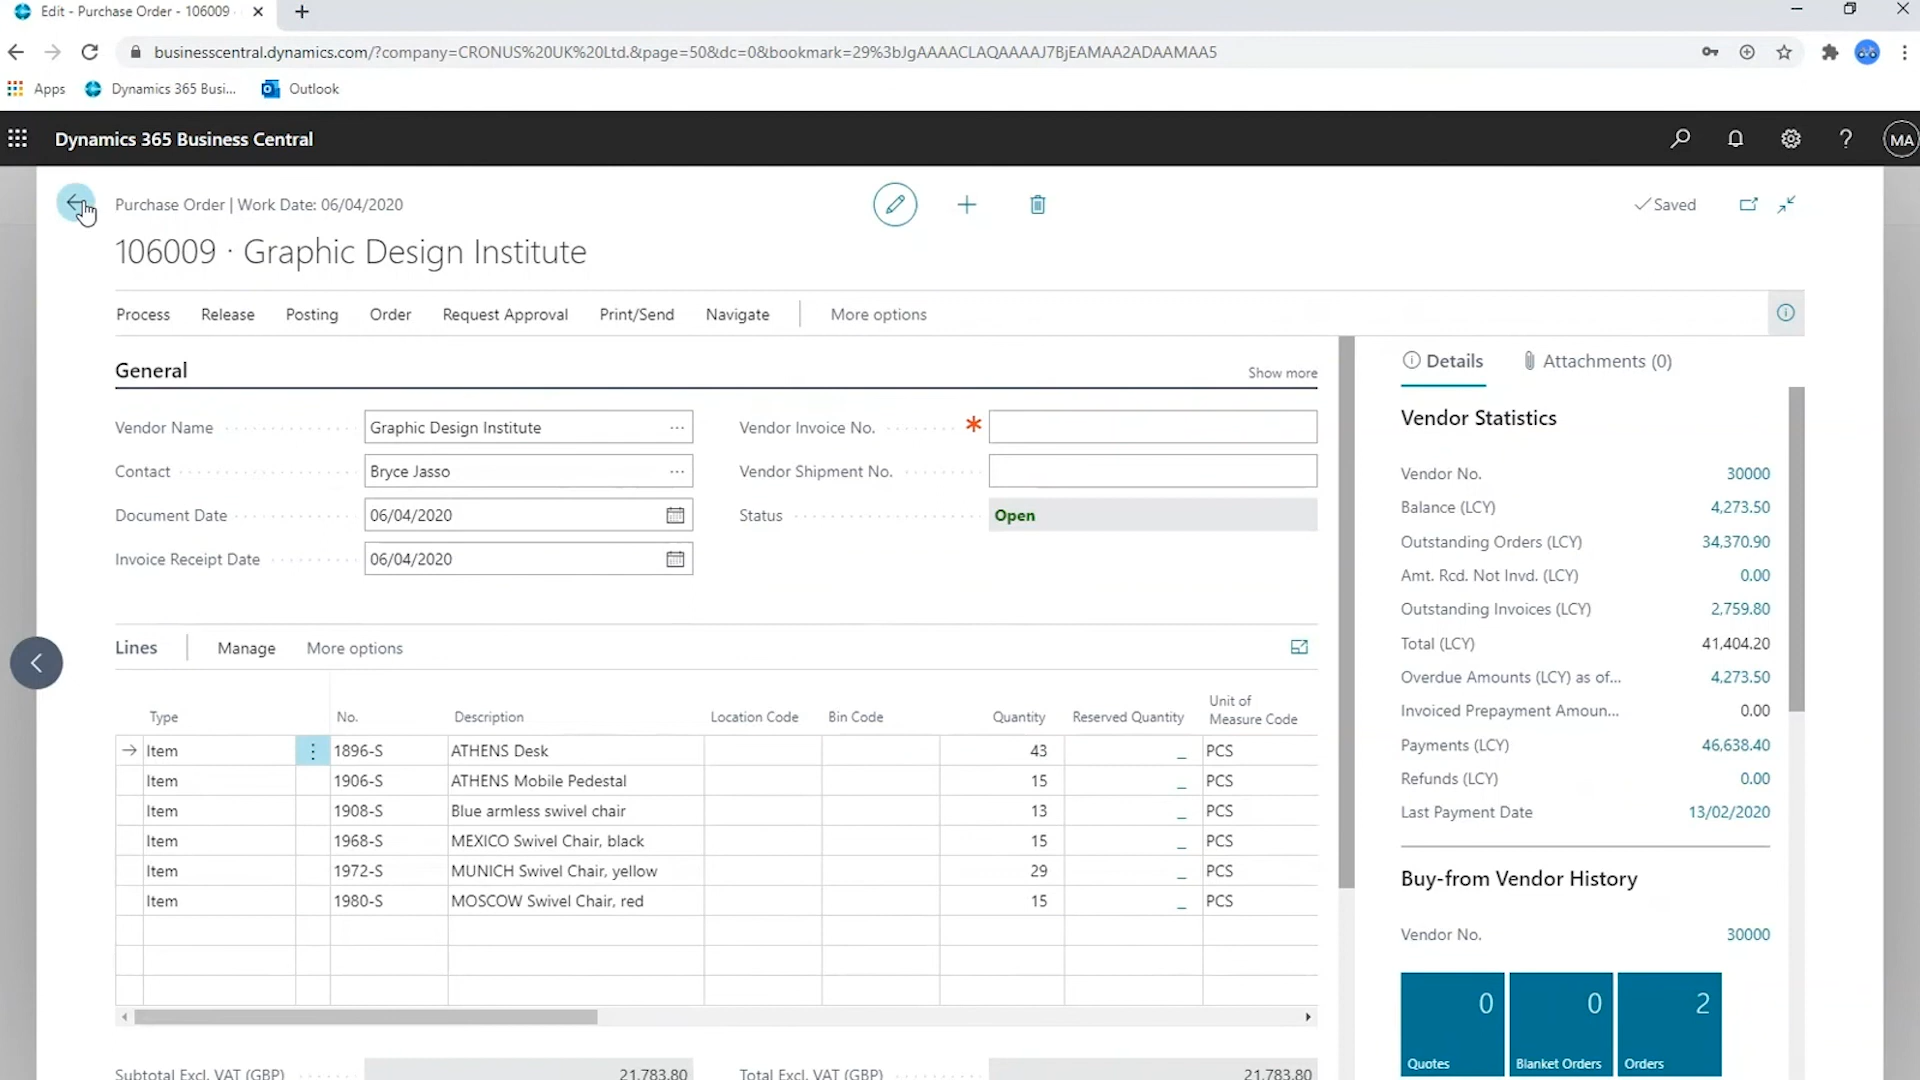 Edit - Purchase Order - 106009
businesscentral.dynamics.com/?company=CRONUS%20UK%20Ltd.&page=50&dc=0&bookmark=29%3bJgAAAACLAQAAAAJ7BjEAMAA2ADAAMAA5
Apps Dynamics 365 Busi... Outlook
Dynamics 365 Business Central
MA
Purchase Order | Work Date: 06/04/2020
Saved
106009 · Graphic Design Institute
Process Release Posting Order Request Approval Print/Send Navigate More options
General
Show more
Vendor Name Graphic Design Institute
Vendor Invoice No. *
Contact Bryce Jasso
Vendor Shipment No.
Document Date 06/04/2020
Status Open
Invoice Receipt Date 06/04/2020
Lines Manage More options
Type No. Description Location Code Bin Code Quantity Reserved Quantity Unit of
Measure Code
Item 1896-S ATHENS Desk 43 _ PCS
Item 1906-S ATHENS Mobile Pedestal 15 _ PCS
Item 1908-S Blue armless swivel chair 13 _ PCS
Item 1968-S MEXICO Swivel Chair, black 15 _ PCS
Item 1972-S MUNICH Swivel Chair, yellow 29 _ PCS
Item 1980-S MOSCOW Swivel Chair, red 15 _ PCS
Subtotal Excl. VAT (GBP) 21,783.80
Total Excl. VAT (GBP) 21,783.80
Details Attachments (0)
Vendor Statistics
Vendor No. 30000
Balance (LCY) 4,273.50
Outstanding Orders (LCY) 34,370.90
Amt. Rcd. Not Invd. (LCY) 0.00
Outstanding Invoices (LCY) 2,759.80
Total (LCY) 41,404.20
Overdue Amounts (LCY) as of... 4,273.50
Invoiced Prepayment Amoun... 0.00
Payments (LCY) 46,638.40
Refunds (LCY) 0.00
Last Payment Date 13/02/2020
Buy-from Vendor History
Vendor No. 30000
0 0 2
Quotes Blanket Orders Orders